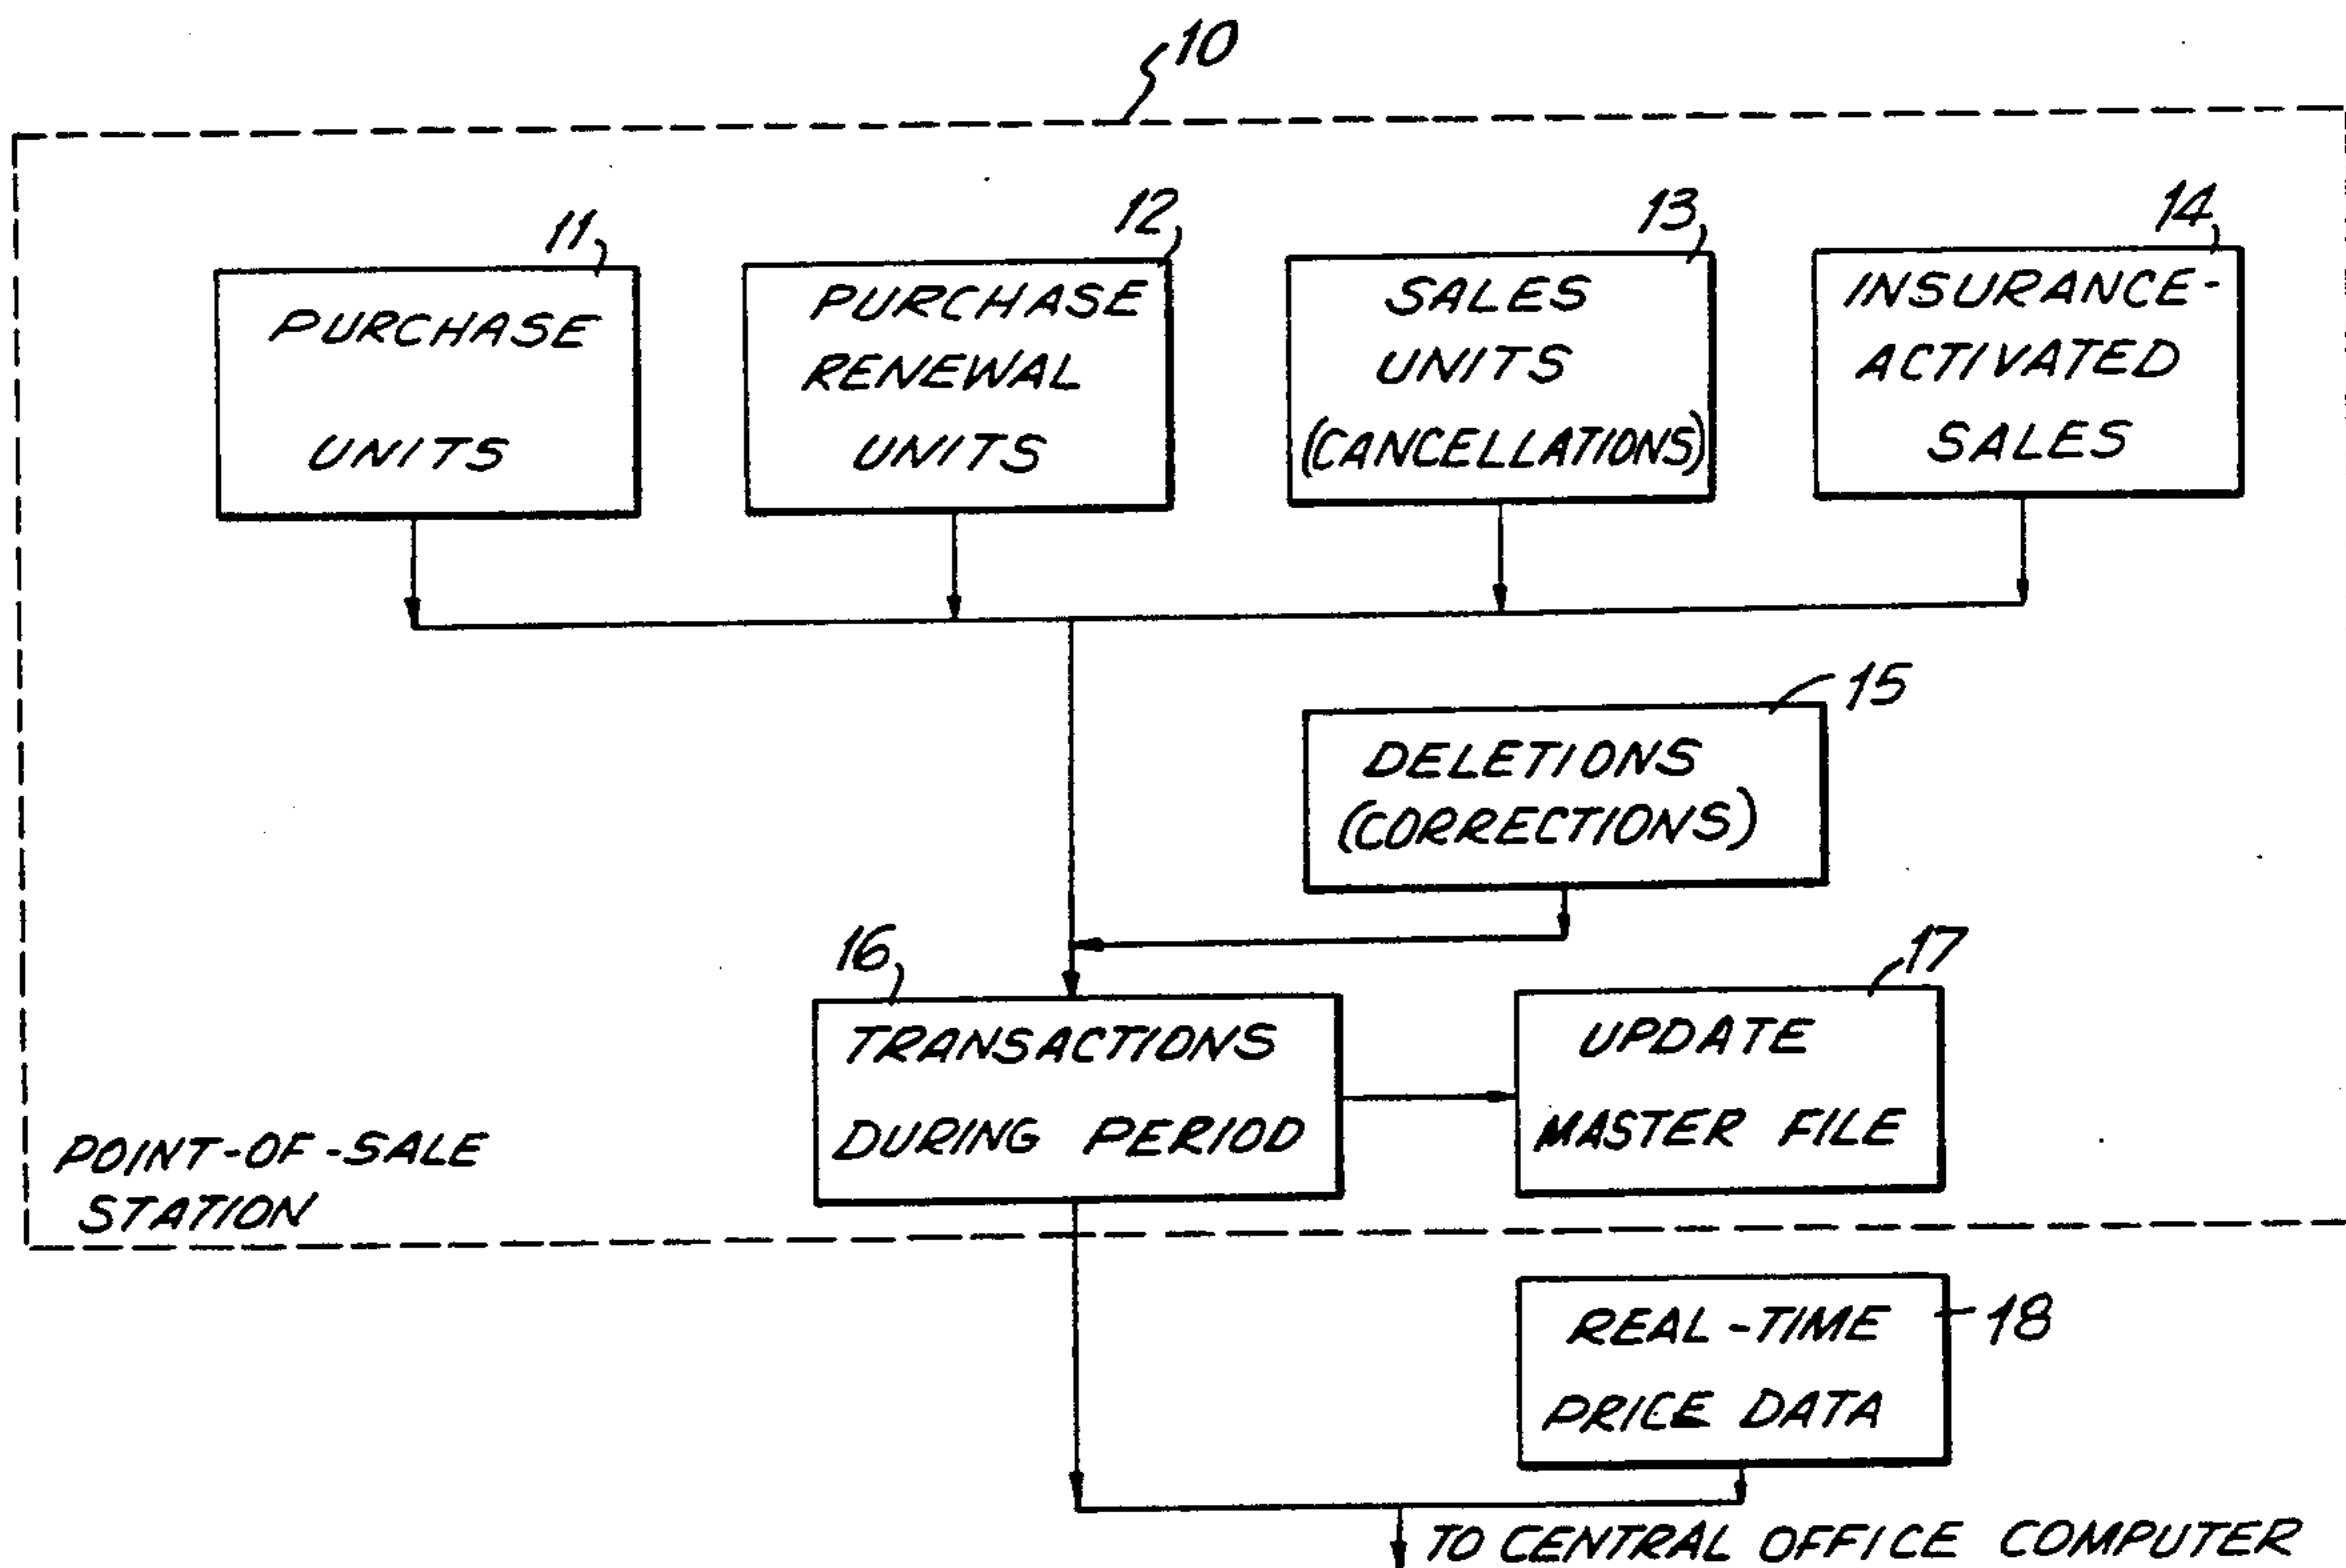 10
11
PURCHASE
UNITS
12
PURCHASE
RENEWAL
UNITS
13
SALES
UNITS
(CANCELLATIONS)
14
INSURANCE-
ACTIVATED
SALES
15
DELETIONS
(CORRECTIONS)
16
TRANSACTIONS
DURING PERIOD
17
UPDATE
MASTER FILE
POINT-OF-SALE
STATION
18
REAL-TIME
PRICE DATA
TO CENTRAL OFFICE COMPUTER